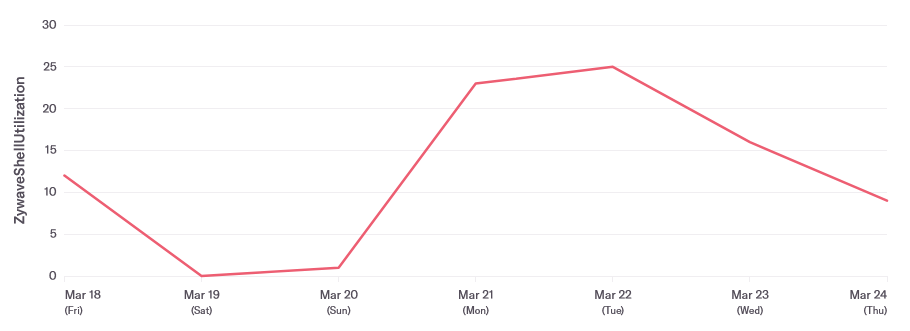 30
25
20
15
10
5
0
ZywaveShellUtilization
Mar 18
(Fri)
Mar 19
(Sat)
Mar 20
(Sun)
Mar 21
(Mon)
Mar 22
(Tue)
Mar 23
(Wed)
Mar 24
(Thu)